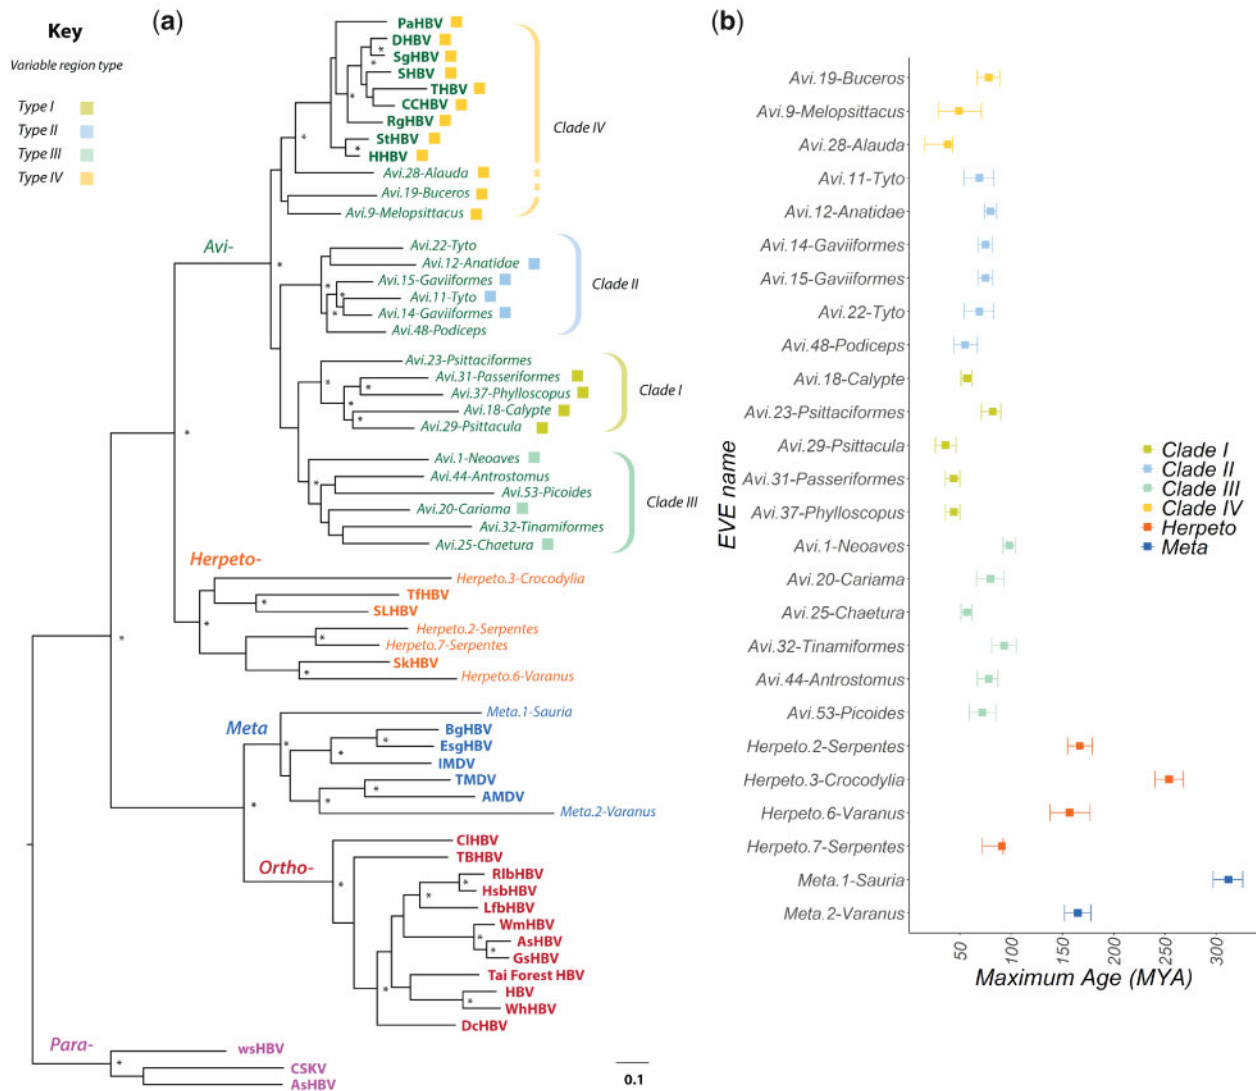 Key
Variable region type
Type I
Type II
Type III
Type IV
(a)
PaHBV
DHBV
SgHBV
SHBV
THBV
CCHBV
RgHBV
StHBV
HHBV
Avi.28-Alauda
Avi.19-Buceros
Avi.9-Melopsittacus
Clade IV
Avi-
Avi.22-Tyto
Avi.12-Anatidae
Avi.15-Gaviiformes
Avi.11-Tyto
Avi.14-Gaviiformes
Avi.48-Podiceps
Clade II
Avi.23-Psittaciformes
Avi.31-Passeriformes
Avi.37-Phylloscopus
Avi.18-Calypte
Avi.29-Psittacula
Clade I
Avi.1-Neoaves
Avi.44-Antrostomus
Avi.53-Picoides
Avi.20-Cariama
Avi.32-Tinamiformes
Avi.25-Chaetura
Clade III
Herpeto-
Herpeto.3-Crocodylia
TfHBV
SLHBV
Herpeto.2-Serpentes
Herpeto.7-Serpentes
SkHBV
Herpeto.6-Varanus
Meta
Meta.1-Sauria
BgHBV
EsgHBV
IMDV
TMDV
AMDV
Meta.2-Varanus
Ortho-
ClHBV
TBHBV
RlbHBV
HsbHBV
LfbHBV
WmHBV
AsHBV
GsHBV
Tai Forest HBV
HBV
WhHBV
DcHBV
Para-
wsHBV
CSKV
AsHBV
0.1
(b)
Avi.19-Buceros
Avi.9-Melopsittacus
Avi.28-Alauda
Avi.11-Tyto
Avi.12-Anatidae
Avi.14-Gaviiformes
Avi.15-Gaviiformes
Avi.22-Tyto
Avi.48-Podiceps
Avi.18-Calypte
Avi.23-Psittaciformes
Avi.29-Psittacula
Avi.31-Passeriformes
Avi.37-Phylloscopus
Avi.1-Neoaves
Avi.20-Cariama
Avi.25-Chaetura
Avi.32-Tinamiformes
Avi.44-Antrostomus
Avi.53-Picoides
Herpeto.2-Serpentes
Herpeto.3-Crocodylia
Herpeto.6-Varanus
Herpeto.7-Serpentes
Meta.1-Sauria
Meta.2-Varanus
EVE name
Clade I
Clade II
Clade III
Clade IV
Herpeto
Meta
50
100
150
200
250
300
Maximum Age (MYA)